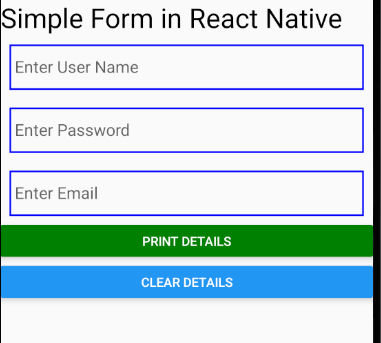 Simple Form in React Native
Enter User Name
Enter Password
Enter Email
PRINT DETAILS
CLEAR DETAILS